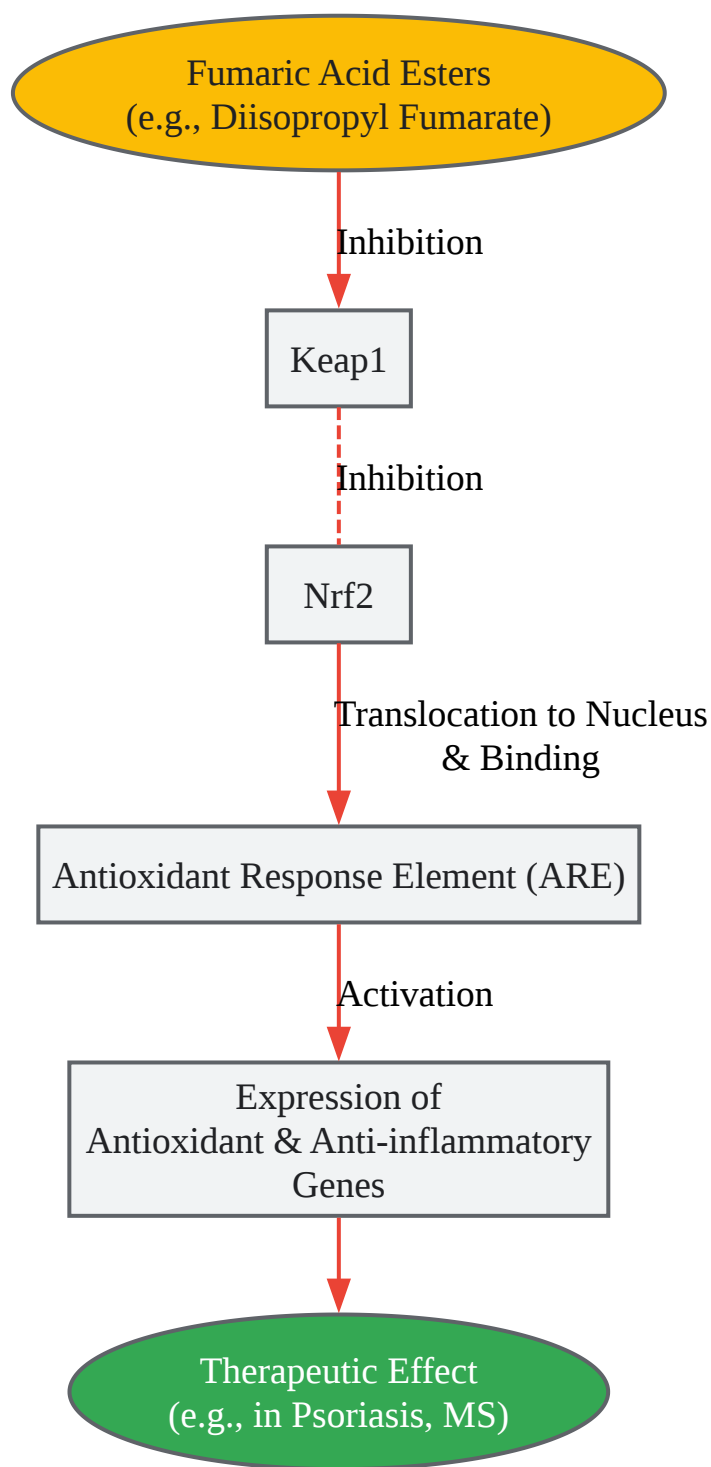 Fumaric Acid Esters
(e.g., Diisopropyl Fumarate)
Inhibition
Keap1
Inhibition
Nrf2
Translocation to Nucleus
& Binding
Antioxidant Response Element (ARE)
Activation
Expression of
Antioxidant & Anti-inflammatory
Genes
Therapeutic Effect
(e.g., in Psoriasis, MS)